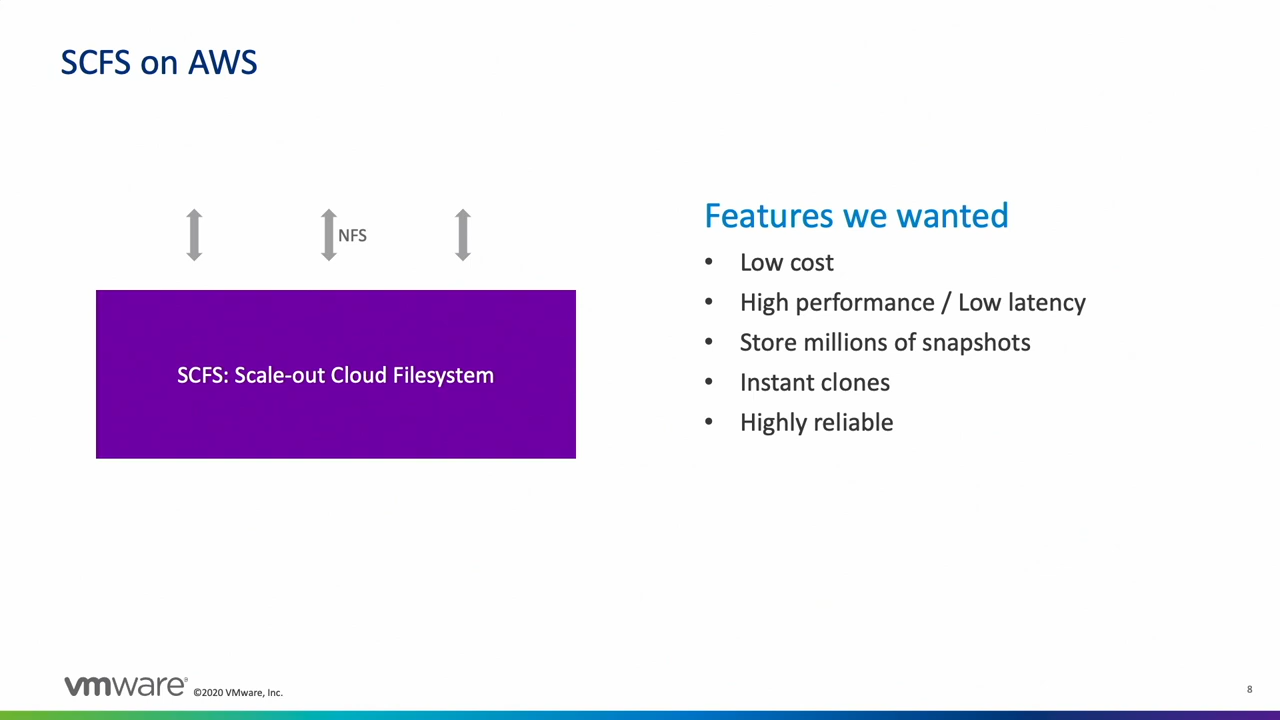 SCFS on AWS
NFS
SCFS: Scale-out Cloud Filesystem
Features we wanted
• Low cost
• High performance / Low latency
• Store millions of snapshots
• Instant clones
• Highly reliable
vmware® ©2020 VMware, Inc.
8